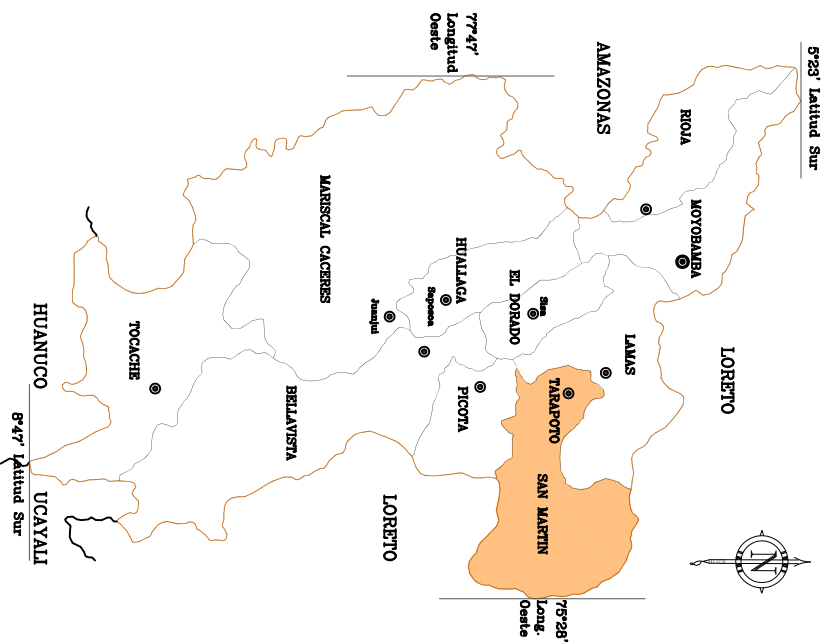 5°23' Latitud Sur
77°47'
Longitud
Oeste
AMAZONAS
RIOJA
MOYOBAMBA
LORETO
LAMAS
EL DORADO
Sisa
HUALLAGA
Saposoa
Juanjui
MARISCAL CACERES
TARAPOTO
SAN MARTIN
PICOTA
BELLAVISTA
TOCACHE
HUANUCO
LORETO
UCAYALI
8°47' Latitud Sur
75°28'
Long.
Oeste
N